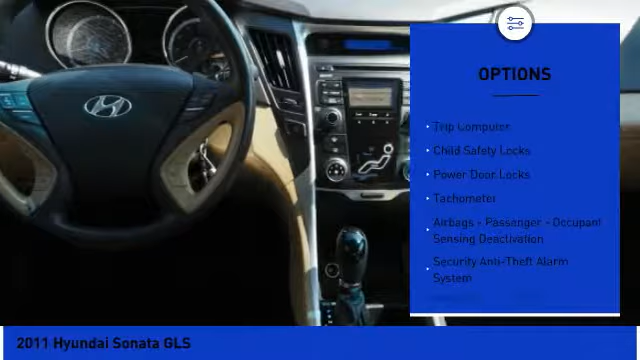 OPTIONS
Trip Computer
Child Safety Locks
Power Door Locks
Tachometer
Airbags - Passenger - Occupant
Sensing Deactivation
Security Anti-Theft Alarm
System
2011 Hyundai Sonata GLS